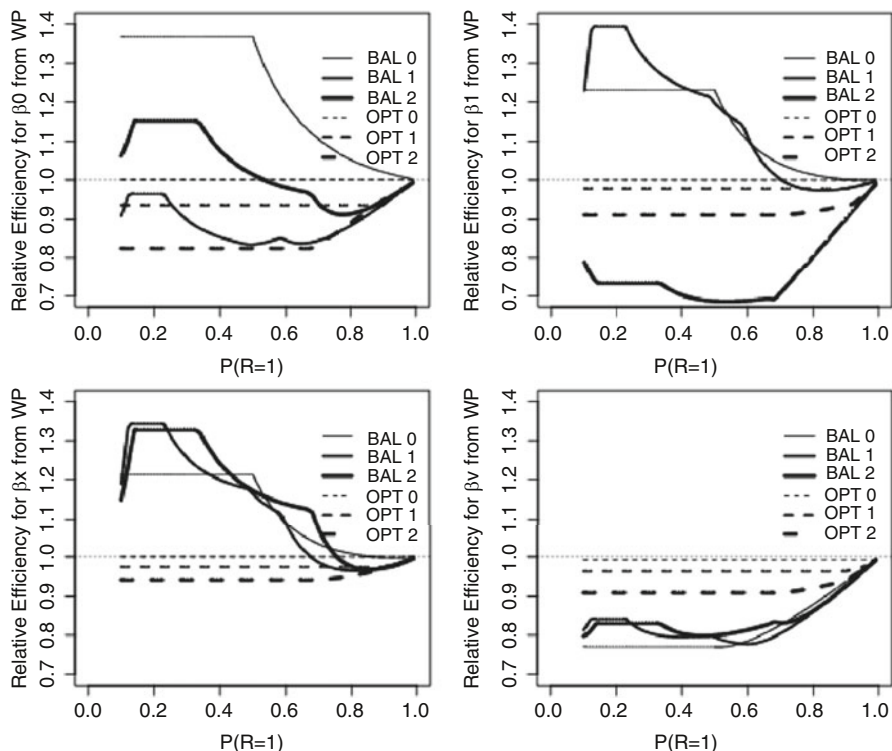 Relative Efficiency for β0 from WP
1.4
1.3
1.2
1.1
1.0
0.9
0.8
0.7
BAL 0
BAL 1
BAL 2
OPT 0
OPT 1
OPT 2
0.0 0.2 0.4 0.6 0.8 1.0
P(R=1)
Relative Efficiency for β1 from WP
1.4
1.3
1.2
1.1
1.0
0.9
0.8
0.7
BAL 0
BAL 1
BAL 2
OPT 0
OPT 1
OPT 2
0.0 0.2 0.4 0.6 0.8 1.0
P(R=1)
Relative Efficiency for βx from WP
1.4
1.3
1.2
1.1
1.0
0.9
0.8
0.7
BAL 0
BAL 1
BAL 2
OPT 0
OPT 1
OPT 2
0.0 0.2 0.4 0.6 0.8 1.0
P(R=1)
Relative Efficiency for βv from WP
1.4
1.3
1.2
1.1
1.0
0.9
0.8
0.7
BAL 0
BAL 1
BAL 2
OPT 0
OPT 1
OPT 2
0.0 0.2 0.4 0.6 0.8 1.0
P(R=1)